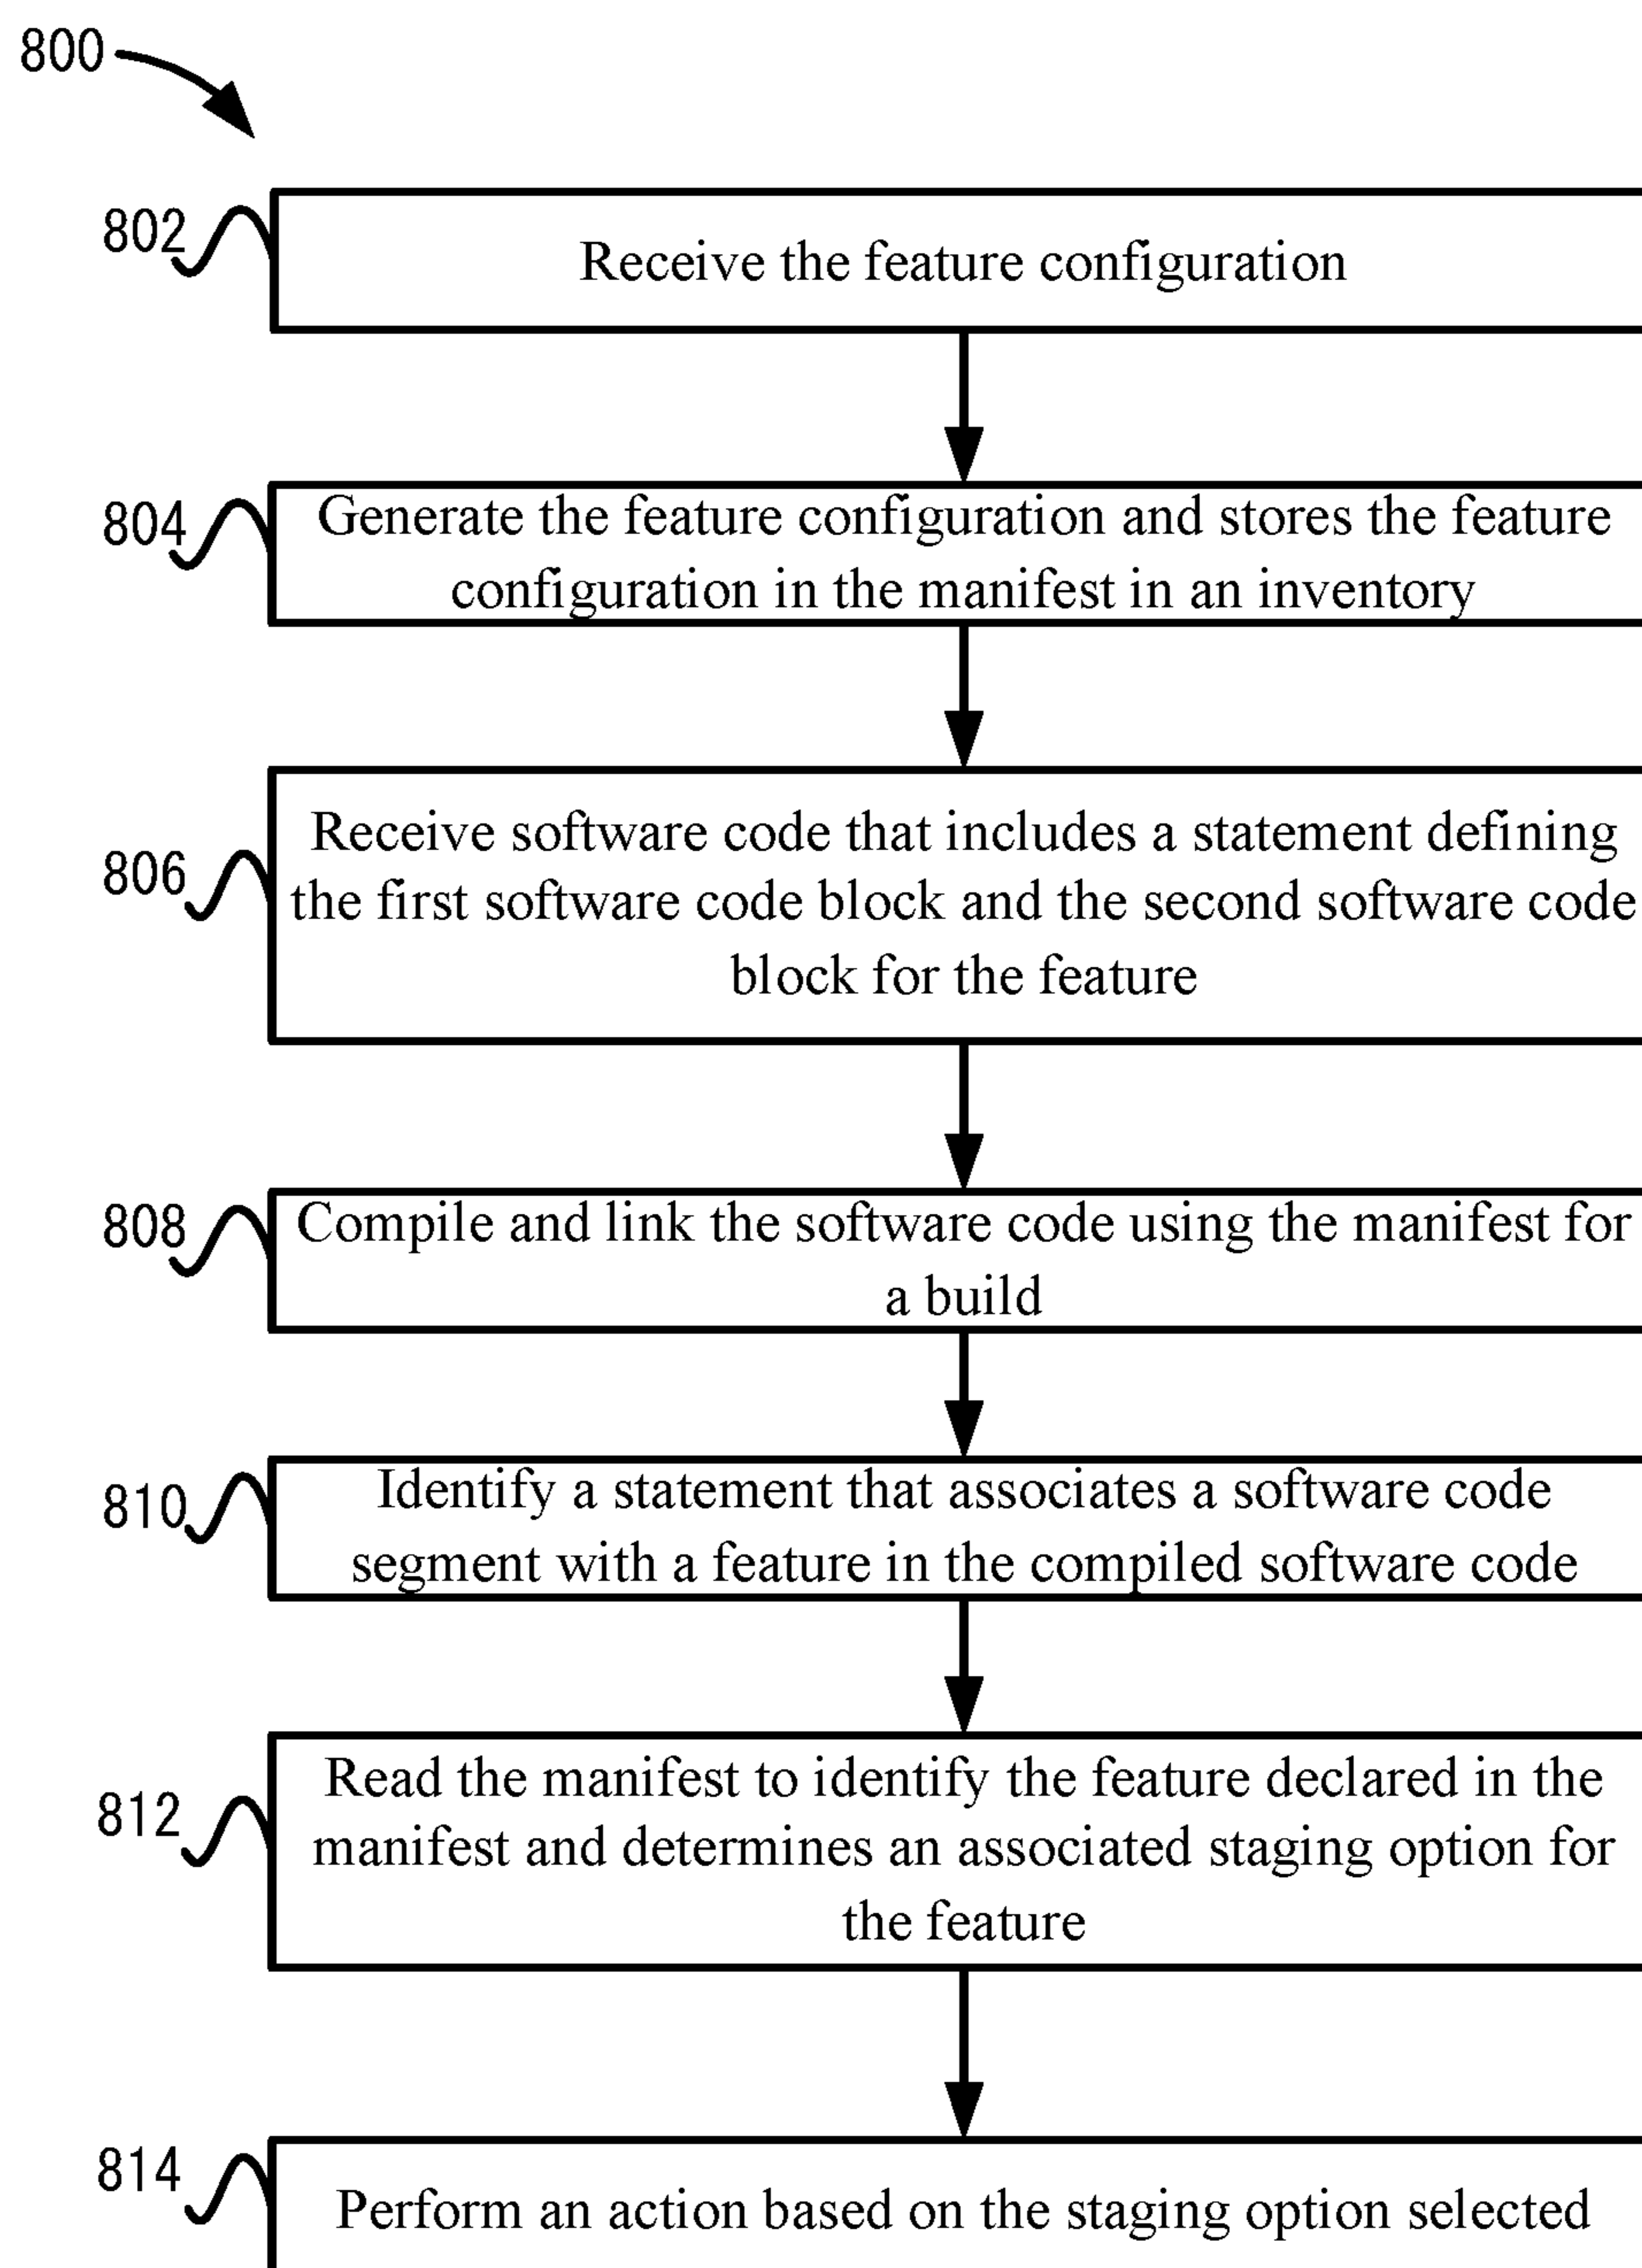 800
802
Receive the feature configuration
804
Generate the feature configuration and stores the feature
configuration in the manifest in an inventory
806
Receive software code that includes a statement defining
the first software code block and the second software code
block for the feature
808
Compile and link the software code using the manifest for
a build
810
Identify a statement that associates a software code
segment with a feature in the compiled software code
812
Read the manifest to identify the feature declared in the
manifest and determines an associated staging option for
the feature
814
Perform an action based on the staging option selected